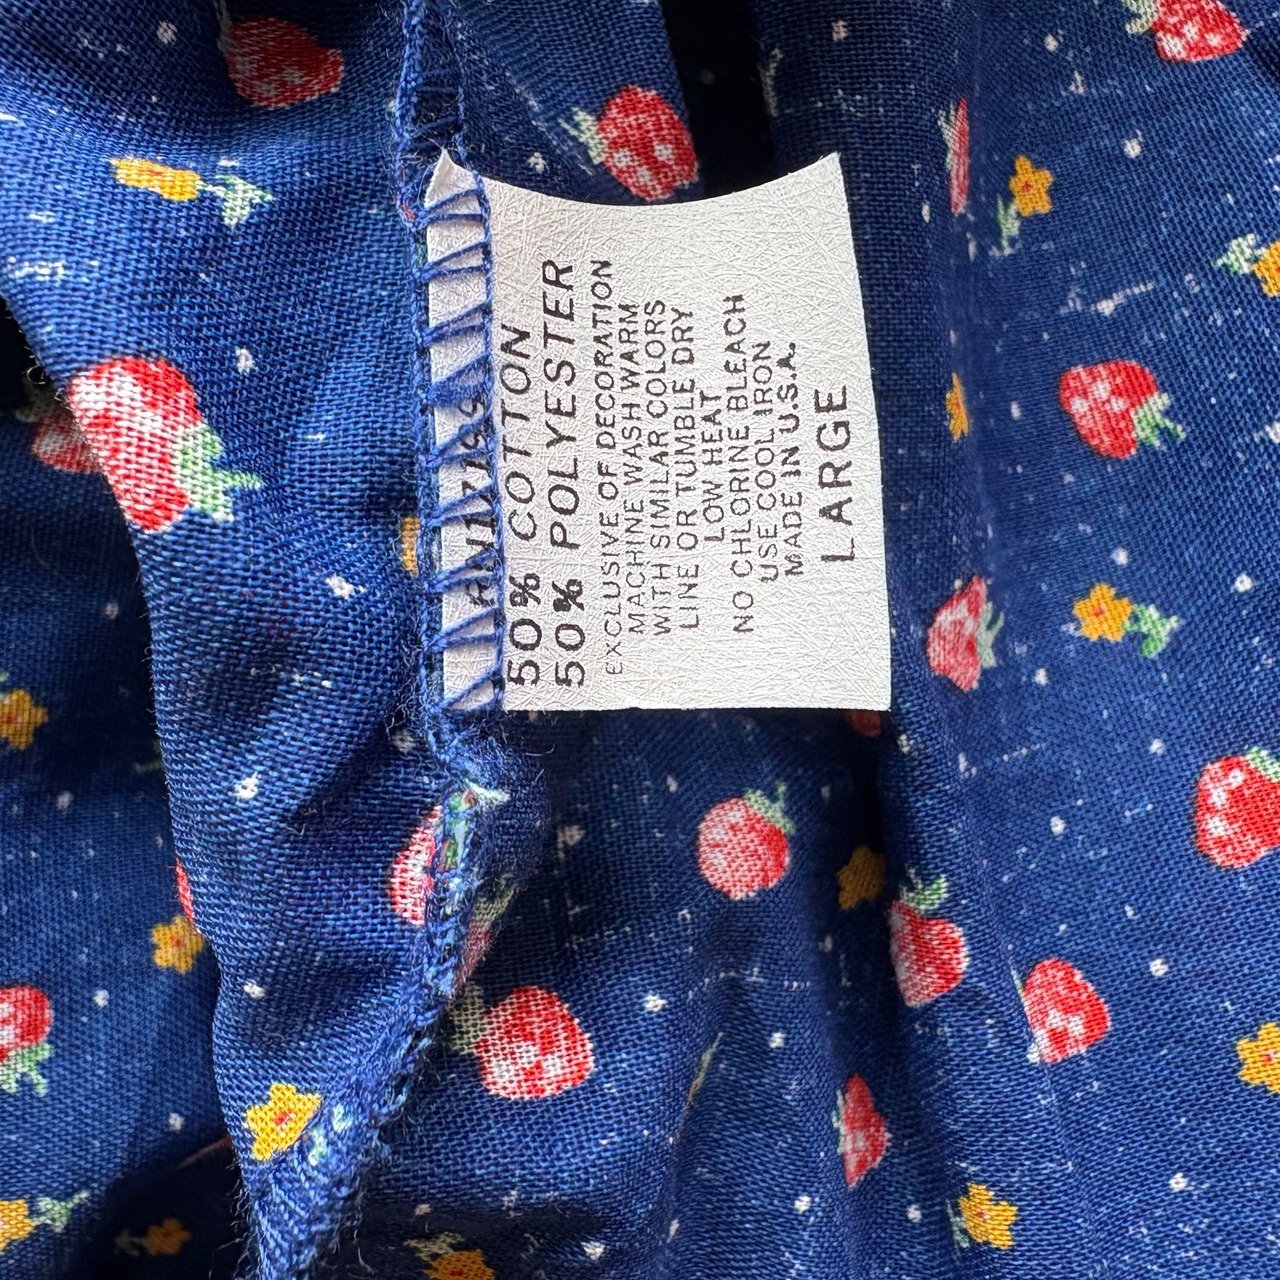 50% COTTON
50% POLYESTER
EXCLUSIVE OF DECORATION
MACHINE WASH WARM
WITH SIMILAR COLORS
LINE OR TUMBLE DRY
LOW HEAT
NO CHLORINE BLEACH
USE COOL IRON
MADE IN U.S.A.
LARGE